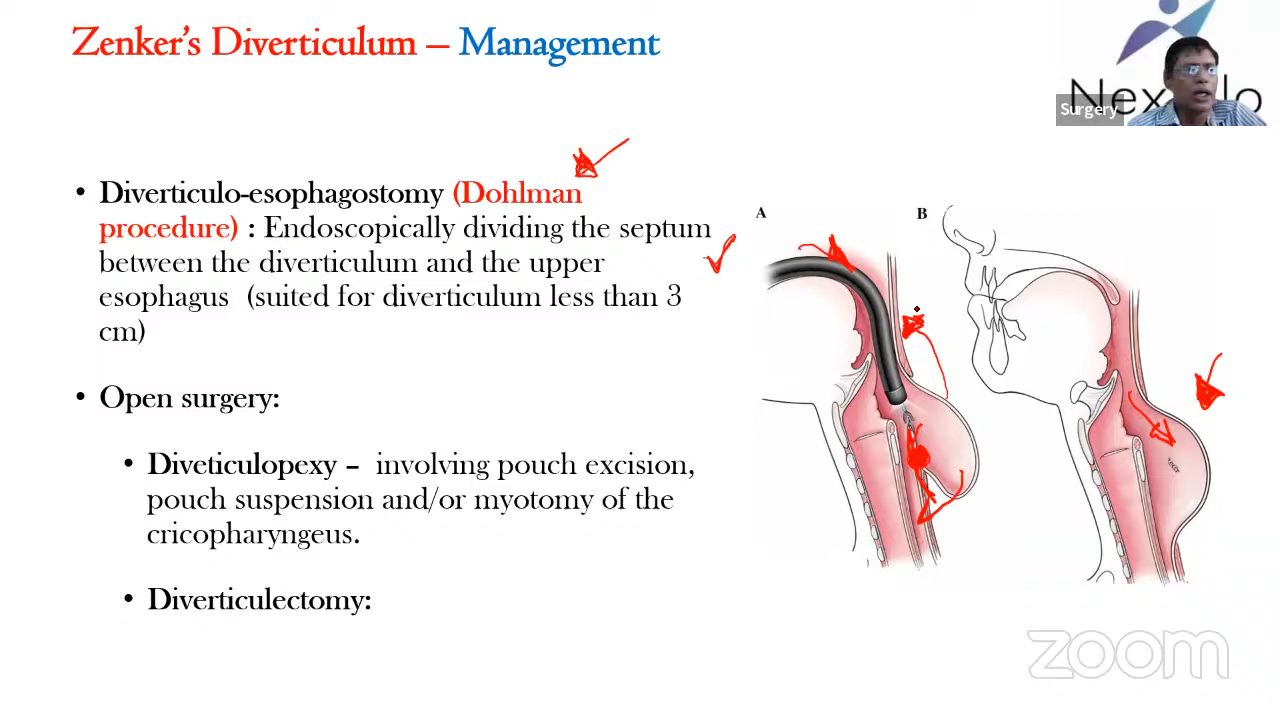 Zenker's Diverticulum – Management
Surgery
• Diverticulo-esophagostomy (Dohlman
procedure) : Endoscopically dividing the septum
between the diverticulum and the upper
esophagus (suited for diverticulum less than 3
cm)
• Open surgery:
• Diveticulopexy – involving pouch excision,
pouch suspension and/or myotomy of the
cricopharyngeus.
• Diverticulectomy:
A
B
zoom